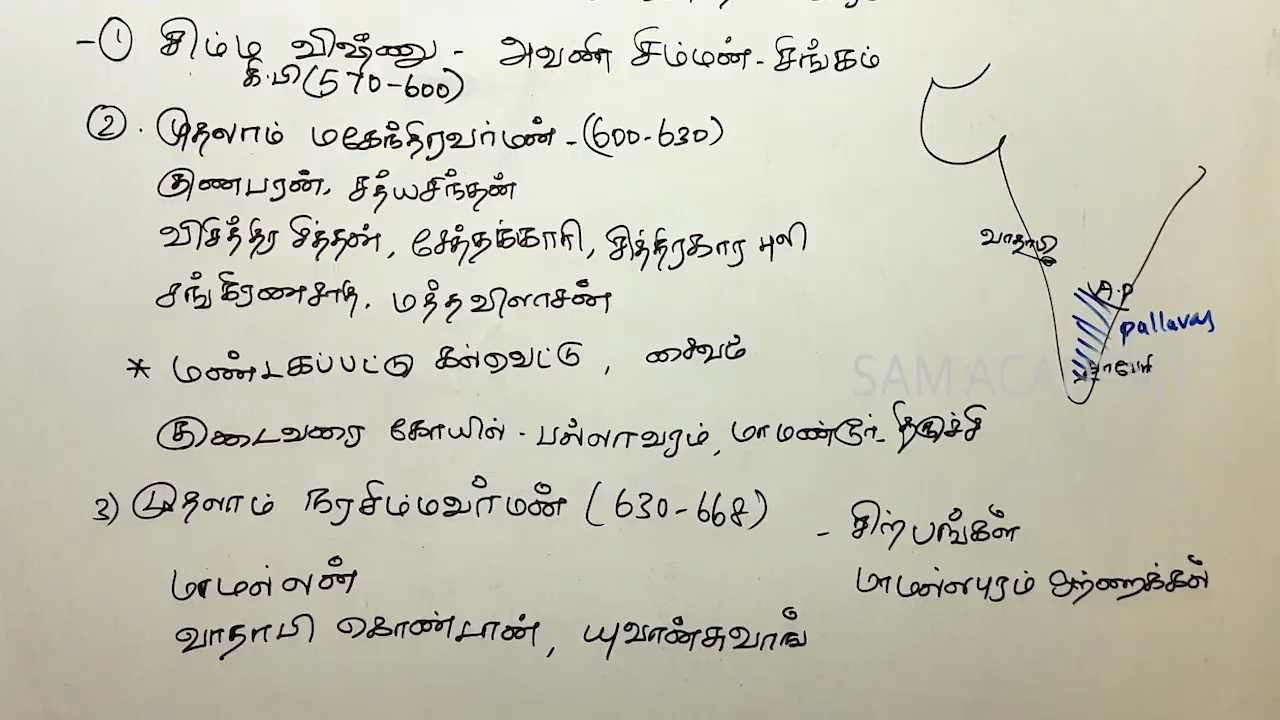 -① சிம்ம விஷ்ணு - அவனி சிம்மன் - சிங்கம்
கி.பி (570-600)
② . முதலாம் மகேந்திரவர்மன் - (600-630)
குணபரன், சத்யசந்தன்
விசித்திர சித்தன், சேத்தக்காரி, சித்திரகார புலி
சங்கிரணசாதி, மத்தவிலாசன்
* மண்டகப்பட்டு கல்வெட்டு, சைவம்
குடைவரை கோயில் - பல்லாவரம், மாமண்டூர் - திருச்சி
3) முதலாம் நரசிம்மவர்மன் (630-668)
- சிற்பங்கள்
மாமல்லன்
மாமல்லபுரம்
வாதாபி கொண்டான், யுவான்சுவாங்
வாதாபி
A.P
pallavas
SAM ACADEMY